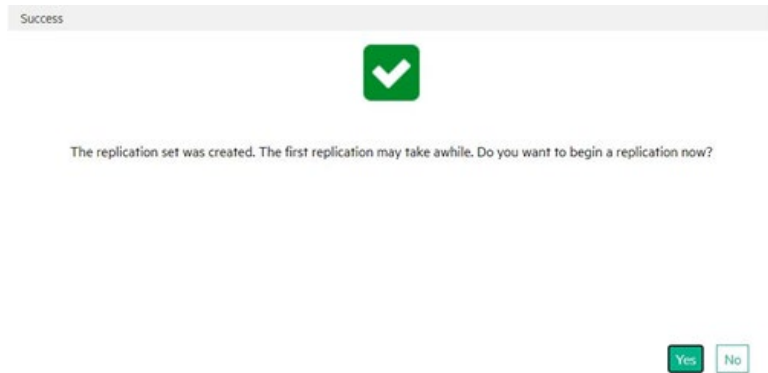 Success
The replication set was created. The first replication may take awhile. Do you want to begin a replication now?
Yes No